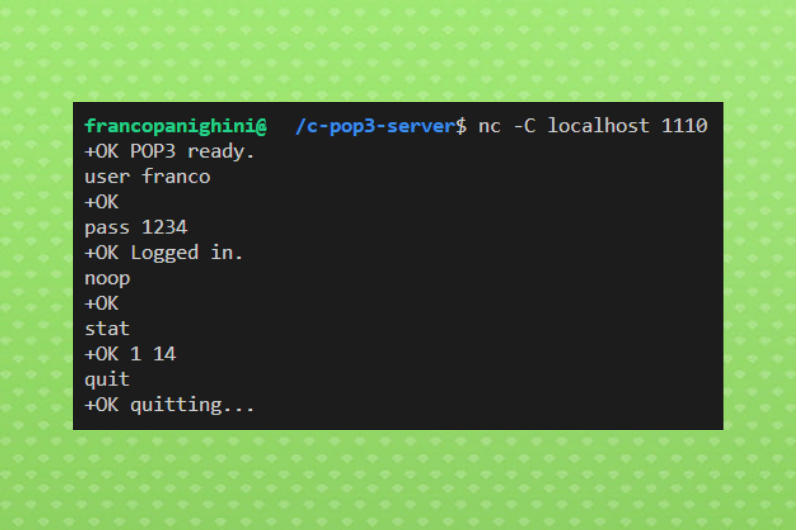 francopanighini@ /c-pop3-server$ nc -C localhost 1110
+OK POP3 ready.
user franco
+OK
pass 1234
+OK Logged in.
noop
+OK
stat
+OK 1 14
quit
+OK quitting...